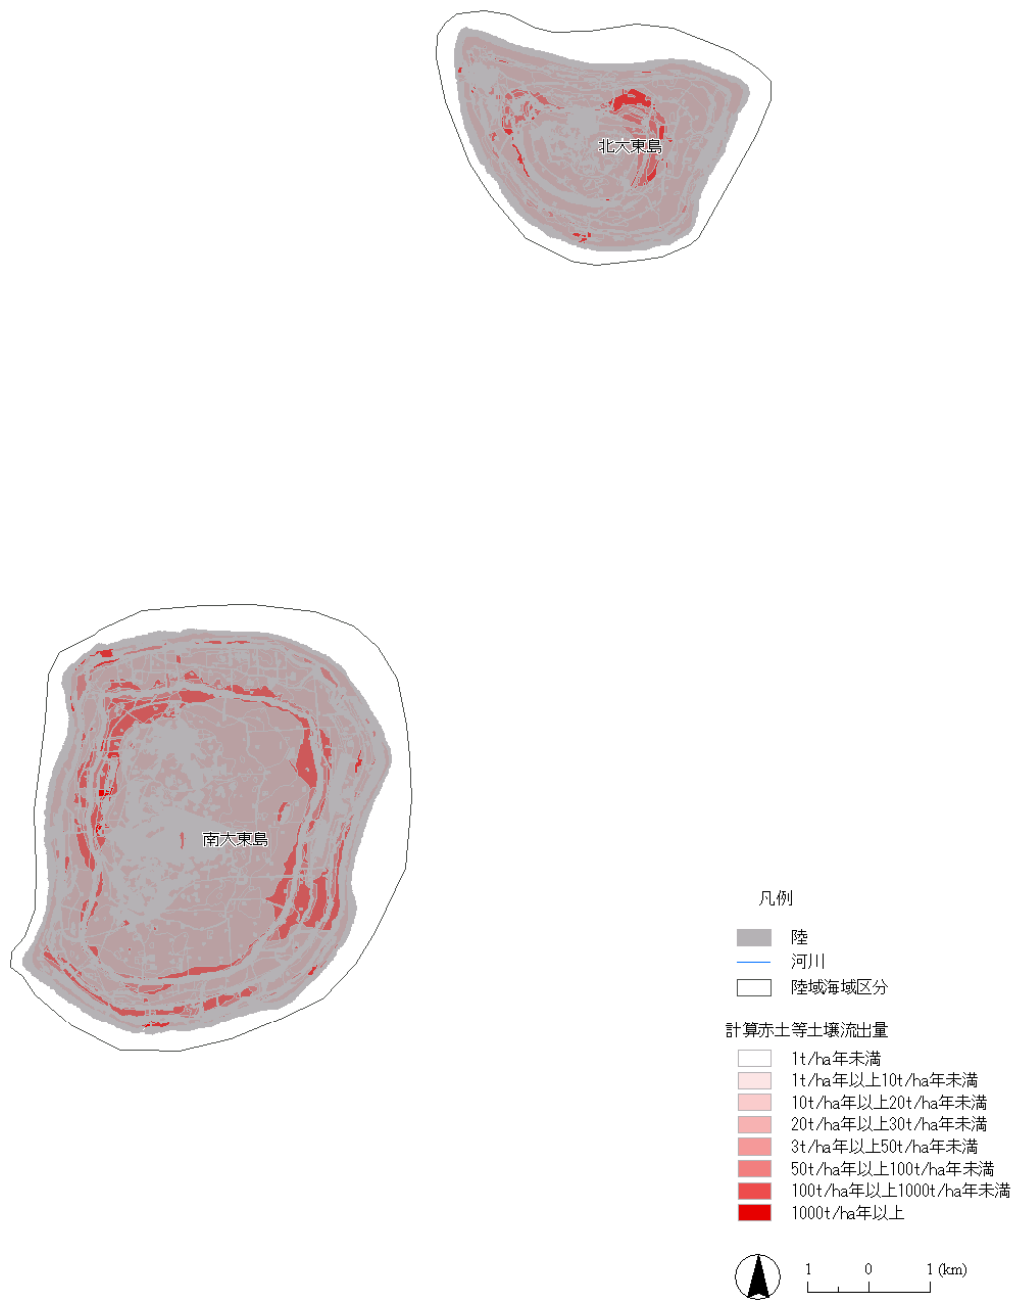 北大東島
南大東島
凡例
陸
河川
陸域海域区分
計算赤土等土壌流出量
1t/ha年未満
1t/ha年以上10t/ha年未満
10t/ha年以上20t/ha年未満
20t/ha年以上30t/ha年未満
3t/ha年以上50t/ha年未満
50t/ha年以上100t/ha年未満
100t/ha年以上1000t/ha年未満
1000t/ha年以上
1 0 1 (km)